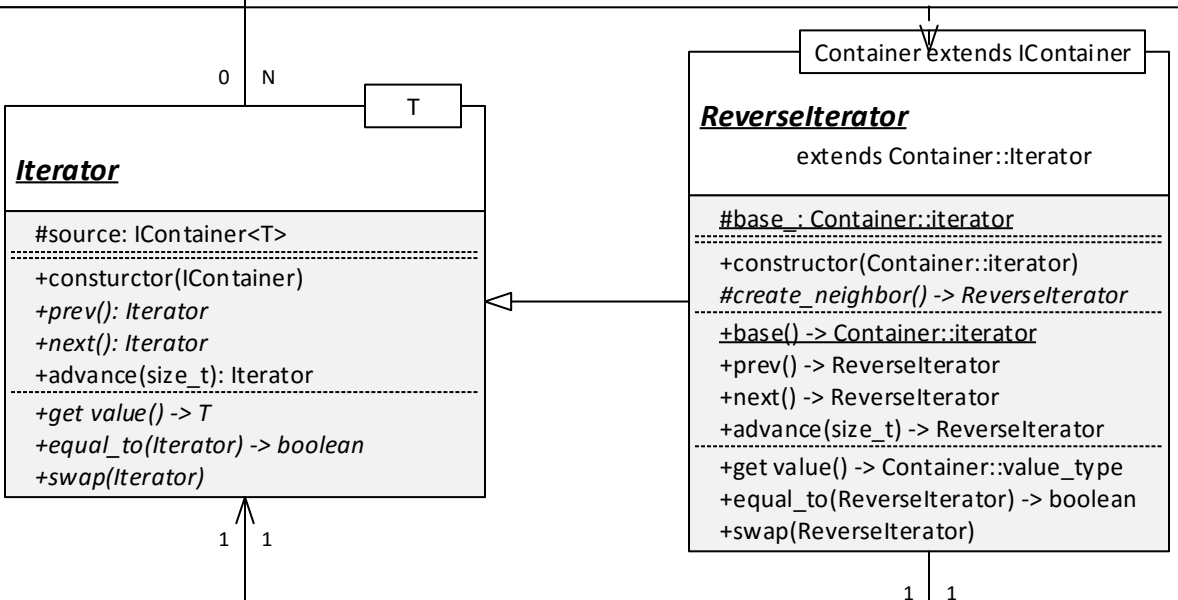 0 N
T
Iterator
#source: IContainer<T>
+consturctor(IContainer)
+prev(): Iterator
+next(): Iterator
+advance(size_t): Iterator
+get value() -> T
+equal_to(Iterator) -> boolean
+swap(Iterator)
1 1
Container extends IContainer
ReverseIterator
extends Container::Iterator
#base_: Container::iterator
+constructor(Container::iterator)
#create_neighbor() -> ReverseIterator
+base() -> Container::iterator
+prev() -> ReverseIterator
+next() -> ReverseIterator
+advance(size_t) -> ReverseIterator
+get value() -> Container::value_type
+equal_to(ReverseIterator) -> boolean
+swap(ReverseIterator)
1 1